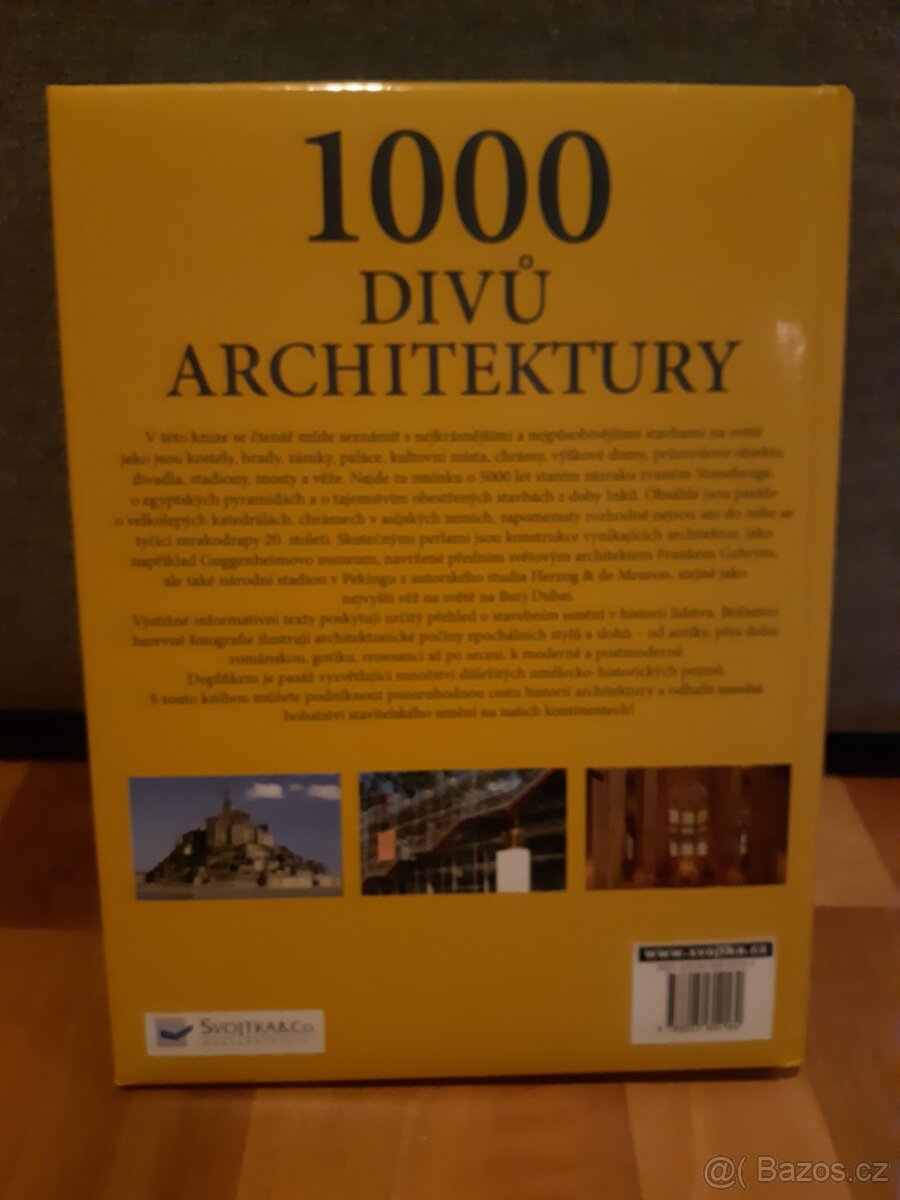 1000
DIVŮ
ARCHITEKTURY
V této knize se čtenář může seznámit s nejkrásnějšími a nejpůsobivějšími stavbami na světě
jako jsou kostely, hrady, zámky, paláce, kultovní místa, chrámy, výškové domy, průmyslové objekty,
divadla, stadiony, mosty a věže. Najde tu zmínku o 5000 let starém zázraku zvaném Stonehenge,
o egyptských pyramidách a o tajemstvím obestřených stavbách z doby Inků. Obsáhlé jsou pasáže
o velkolepých katedrálách, chrámech v asijských zemích, zapomenuty rozhodně nejsou ani do nebe se
tyčící mrakodrapy 20. století. Skutečnými perlami jsou konstrukce vynikajících architektur, jako
například Guggenheimovo muzeum, navržené předním světovým architektem Frankem Gehrym,
ale také národní stadion v Pekingu z autorského studia Herzog & de Meuron, stejně jako
nejvyšší věž na světě na Burj Dubai.
Výstižné informativní texty poskytují určitý přehled o stavebním umění v historii lidstva. Briliantní
barevné fotografie ilustrují architektonické počiny epochálních stylů a slohů – od antiky, přes dobu
románskou, gotiku, renesanci až po secesi, k moderně a postmoderně.
Doplňkem je pasáž vysvětlující množství důležitých umělecko-historických pojmů.
S touto knihou můžete podniknout pozoruhodnou cestu historií architektury a odhalit mnohá
bohatství stavitelského umění na našich kontinentech!
www.svojtka.cz
SVOJTKA&Co.
@( Bazos.cz